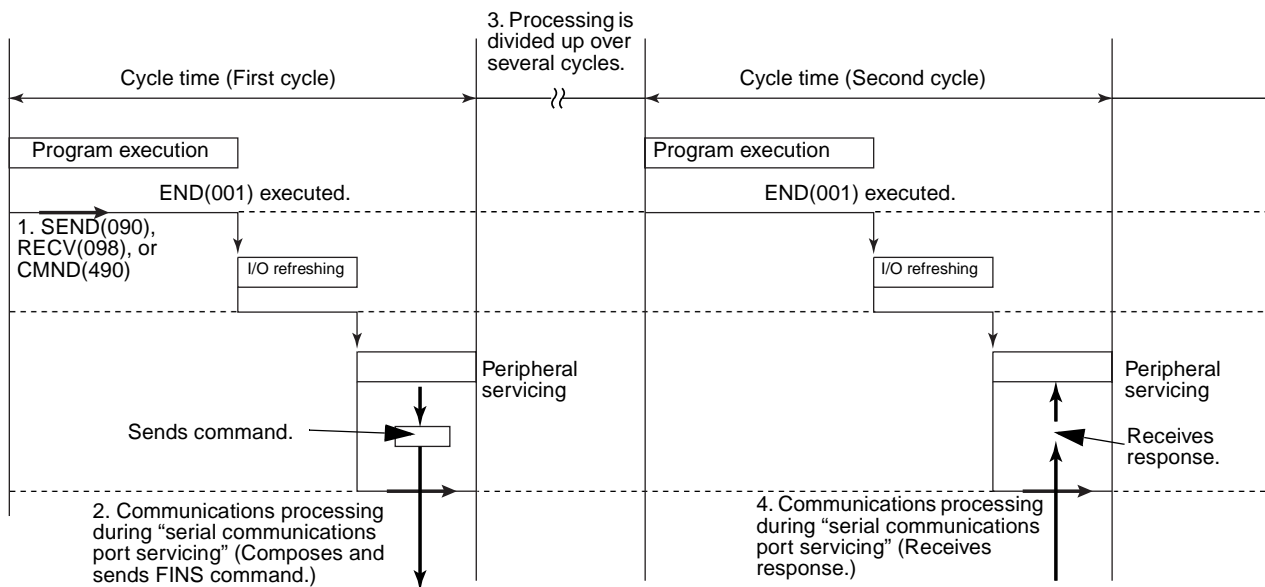 3. Processing is
divided up over
several cycles.
Cycle time (First cycle)
Cycle time (Second cycle)
Program execution
Program execution
END(001) executed.
END(001) executed.
1. SEND(090),
RECV(098), or
CMND(490)
I/O refreshing
I/O refreshing
Peripheral
servicing
Peripheral
servicing
Sends command.
Receives
response.
2. Communications processing
during “serial communications
port servicing” (Composes and
sends FINS command.)
4. Communications processing
during “serial communications
port servicing” (Receives
response.)